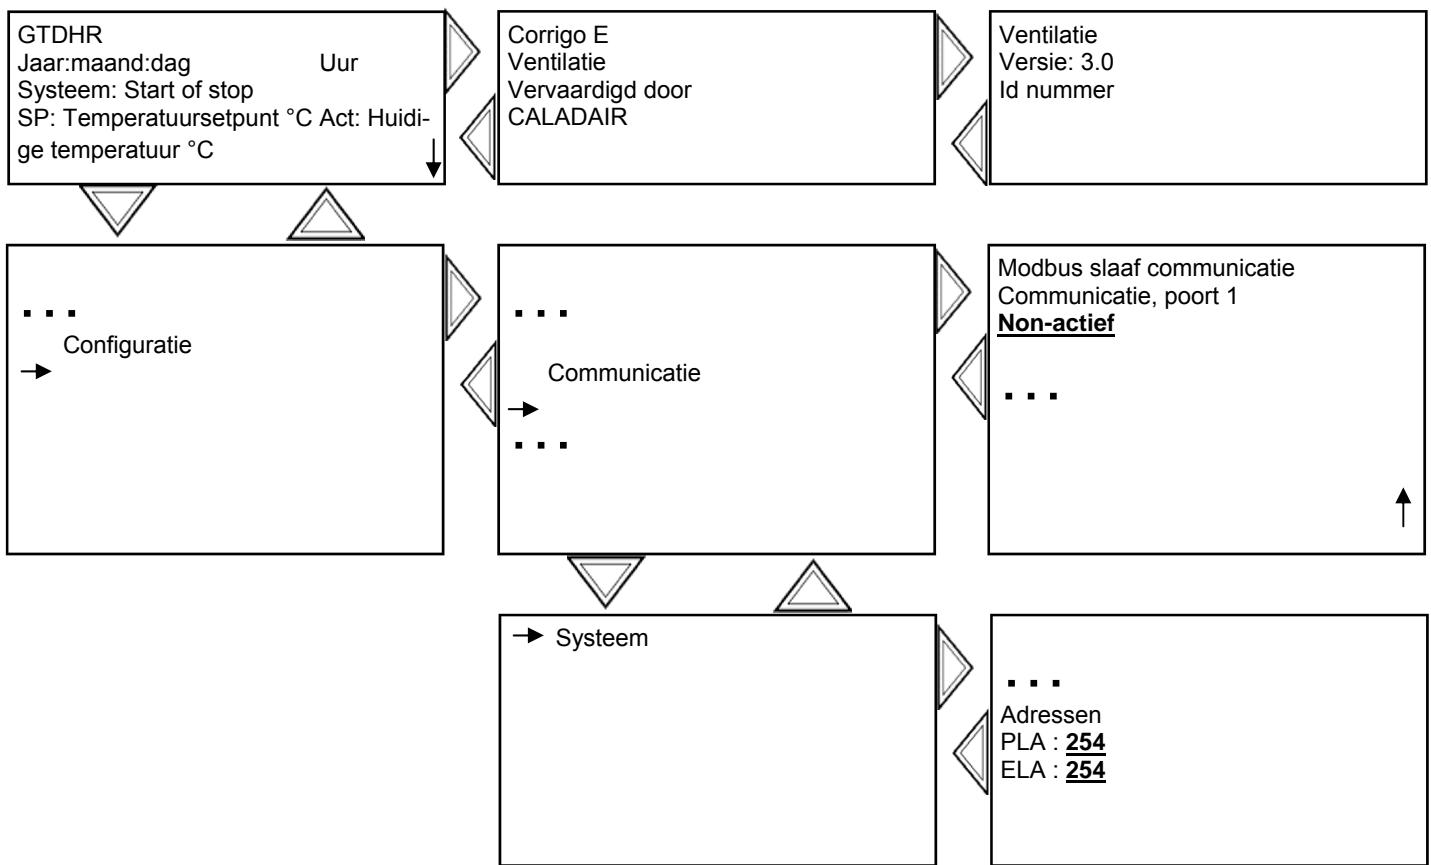 GTDHR
Jaar:maand:dag Uur
Systeem: Start of stop
SP: Temperatuursetpunt °C Act: Huidi-
ge temperatuur °C
Corrigo E
Ventilatie
Vervaardigd door
CALADAIR
Ventilatie
Versie: 3.0
Id nummer
...
Configuratie
...
Communicatie
...
Modbus slaaf communicatie
Communicatie, poort 1
Non-actief
...
Systeem
...
Adressen
PLA : 254
ELA : 254